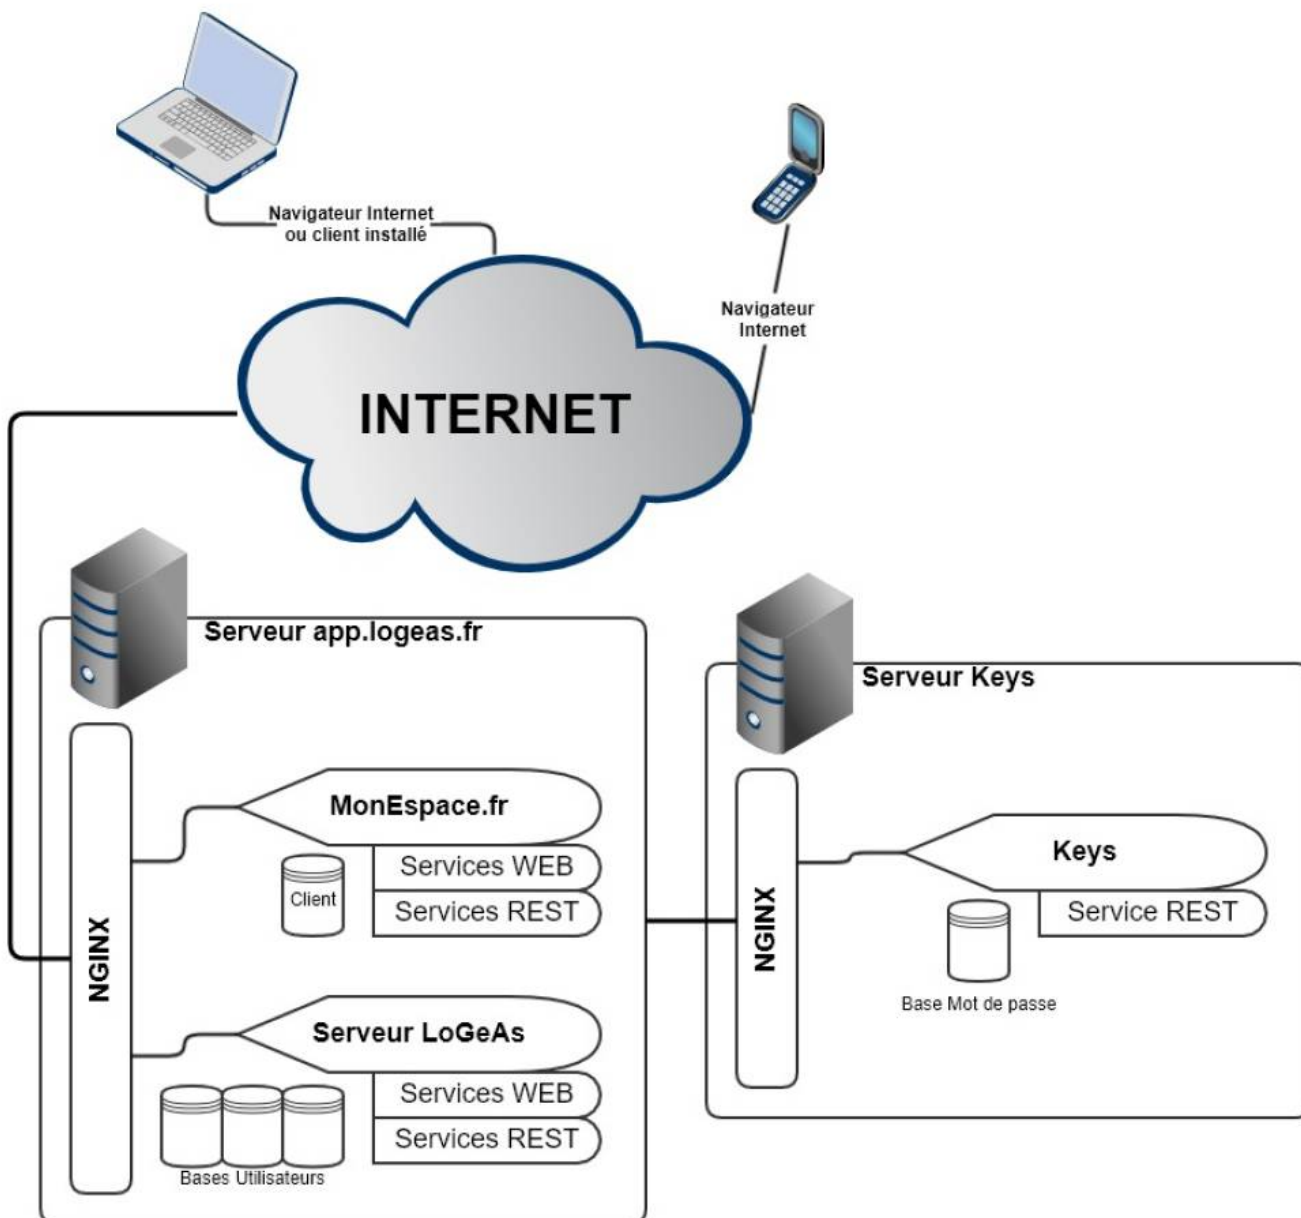 Navigateur Internet
ou client installé
Navigateur
Internet
INTERNET
Serveur app.logeas.fr
Serveur Keys
NGINX
MonEspace.fr
Services WEB
Services REST
Client
Serveur LoGeAs
Services WEB
Services REST
Bases Utilisateurs
NGINX
Keys
Service REST
Base Mot de passe